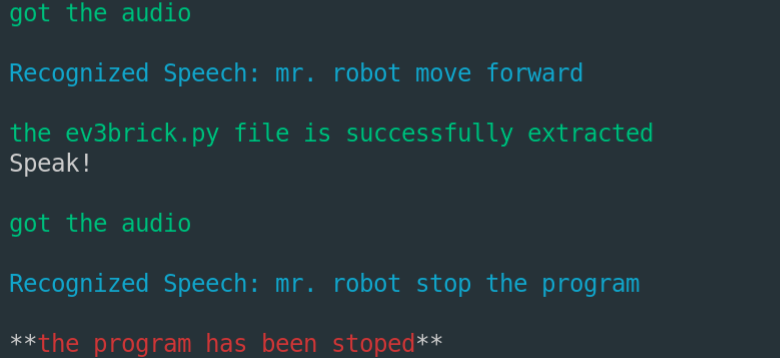 got the audio
Recognized Speech: mr. robot move forward
the ev3brick.py file is successfully extracted
Speak!
got the audio
Recognized Speech: mr. robot stop the program
**the program has been stoped**